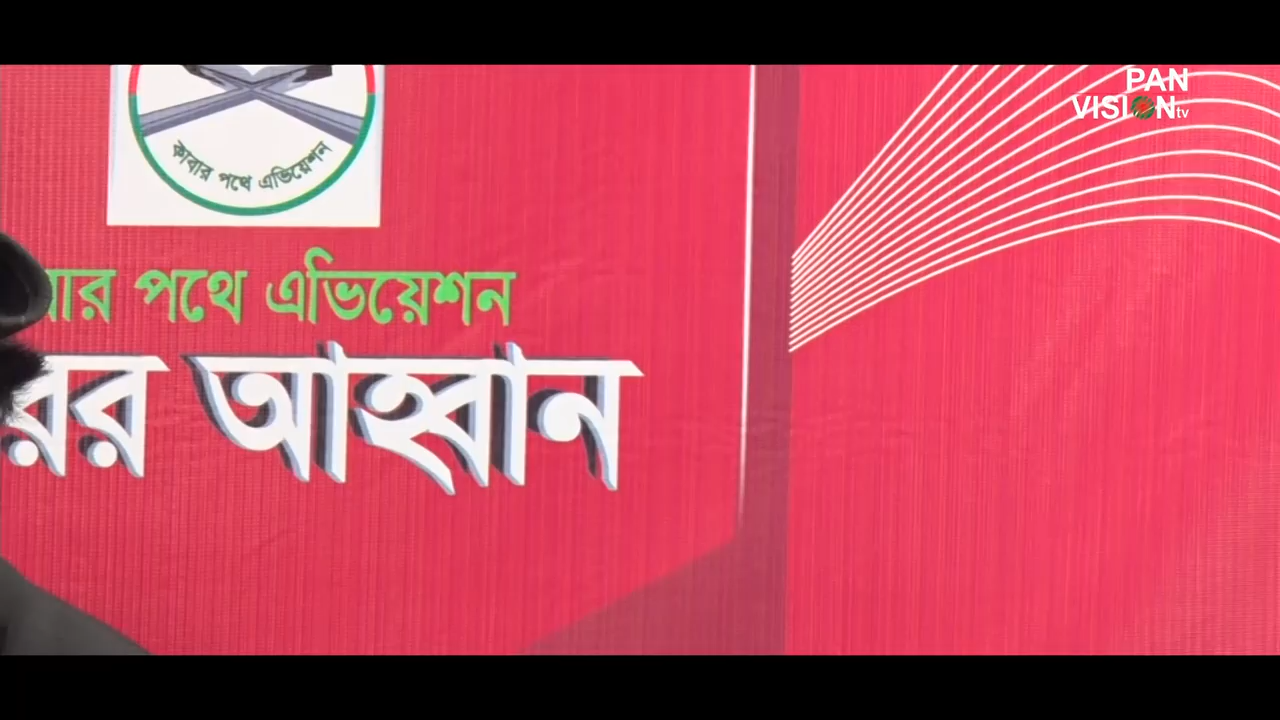 PAN
VISION tv
কাবার পথে এভিয়েশন
বার পথে এভিয়েশন
রর আহ্বান